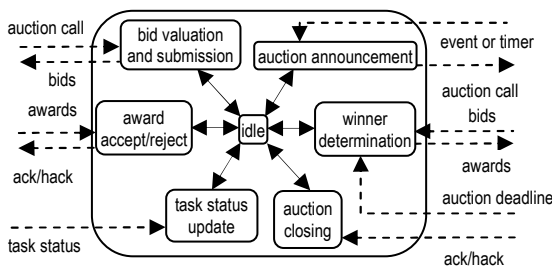 auction call
bids
awards
ack/hack
task status
bid valuation
and submission
auction announcement
award
accept/reject
idle
winner
determination
task status
update
auction
closing
event or timer
auction call
bids
awards
auction deadline
ack/hack